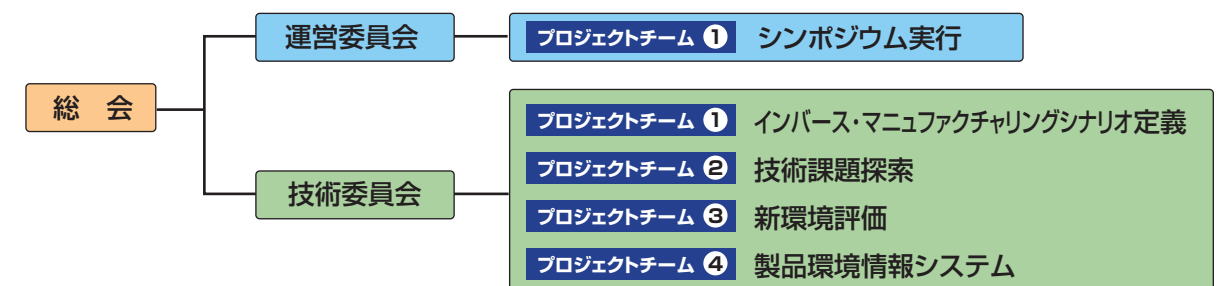 総　会
運営委員会
プロジェクトチーム ❶ シンポジウム実行
技術委員会
プロジェクトチーム ❶ インバース・マニュファクチャリングシナリオ定義
プロジェクトチーム ❷ 技術課題探索
プロジェクトチーム ❸ 新環境評価
プロジェクトチーム ❹ 製品環境情報システム